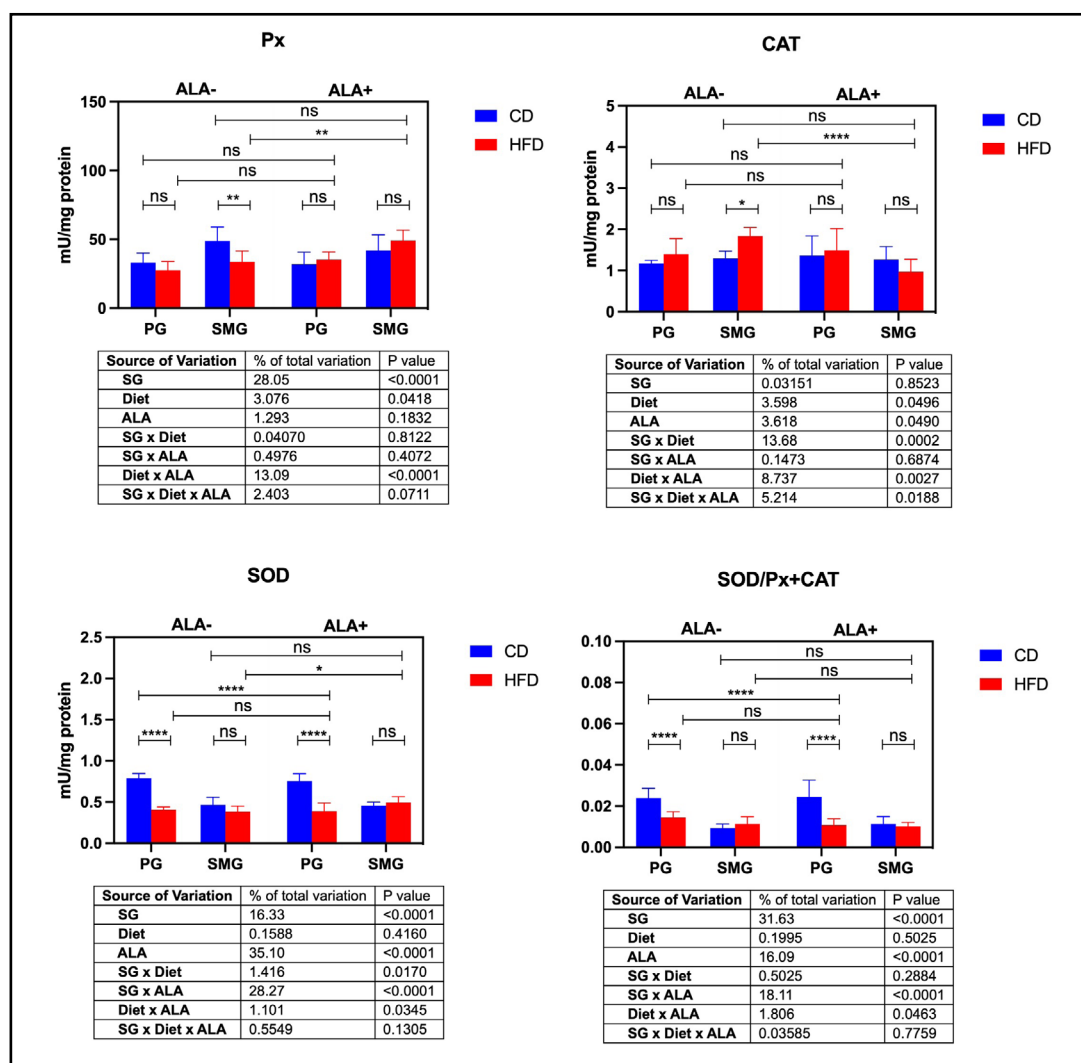 Px
ALA- ALA+
ns
**
ns
ns
ns ** ns ns
150
100
50
0
mU/mg protein
PG SMG PG SMG
CD
HFD
Source of Variation % of total variation P value
SG 28.05 <0.0001
Diet 3.076 0.0418
ALA 1.293 0.1832
SG x Diet 0.04070 0.8122
SG x ALA 0.4976 0.4072
Diet x ALA 13.09 <0.0001
SG x Diet x ALA 2.403 0.0711
CAT
ALA- ALA+
ns
****
ns
ns
ns * ns ns
5
4
3
2
1
0
mU/mg protein
PG SMG PG SMG
CD
HFD
Source of Variation % of total variation P value
SG 0.03151 0.8523
Diet 3.598 0.0496
ALA 3.618 0.0490
SG x Diet 13.68 0.0002
SG x ALA 0.1473 0.6874
Diet x ALA 8.737 0.0027
SG x Diet x ALA 5.214 0.0188
SOD
ALA- ALA+
ns
*
****
ns
**** ns **** ns
2.5
2.0
1.5
1.0
0.5
0.0
mU/mg protein
PG SMG PG SMG
CD
HFD
Source of Variation % of total variation P value
SG 16.33 <0.0001
Diet 0.1588 0.4160
ALA 35.10 <0.0001
SG x Diet 1.416 0.0170
SG x ALA 28.27 <0.0001
Diet x ALA 1.101 0.0345
SG x Diet x ALA 0.5549 0.1305
SOD/Px+CAT
ALA- ALA+
ns
ns
****
ns
**** ns **** ns
0.10
0.08
0.06
0.04
0.02
0.00
PG SMG PG SMG
CD
HFD
Source of Variation % of total variation P value
SG 31.63 <0.0001
Diet 0.1995 0.5025
ALA 16.09 <0.0001
SG x Diet 0.5025 0.2884
SG x ALA 18.11 <0.0001
Diet x ALA 1.806 0.0463
SG x Diet x ALA 0.03585 0.7759